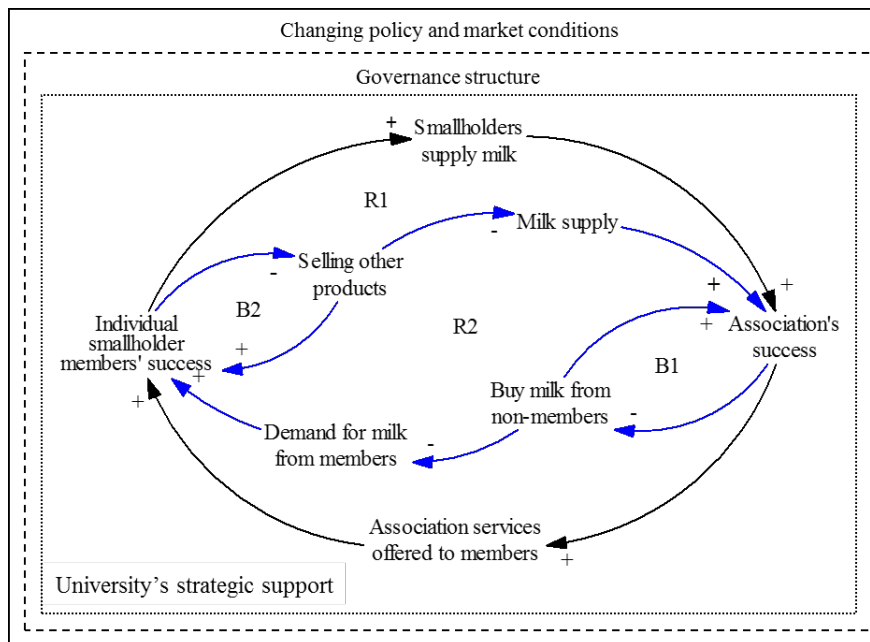 Changing policy and market conditions
Governance structure
+
Smallholders
supply milk
R1
-
Milk supply
-
Selling other
products
B2
+
+
+
+
R2
Individual
smallholder
members' success
+
+
+
Association's
success
B1
Buy milk from
non-members
-
-
Demand for milk
from members
Association services
offered to members
+
University’s strategic support